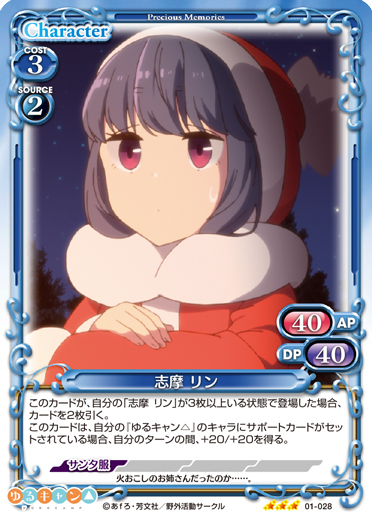 Precious Memories
Character
COST
3
SOURCE
2
40 AP
DP 40
志摩 リン
このカードが、自分の「志摩 リン」が3枚以上いる状態で登場した場合、
カードを2枚引く。
このカードは、自分の『ゆるキャン△』のキャラにサポートカードがセッ
トされている場合、自分のターンの間、+20/+20を得る。
サンタ服
火おこしのお姉さんだったのか……。
ゆるキャン△
©あfろ・芳文社／野外活動サークル
★★★ 01-028